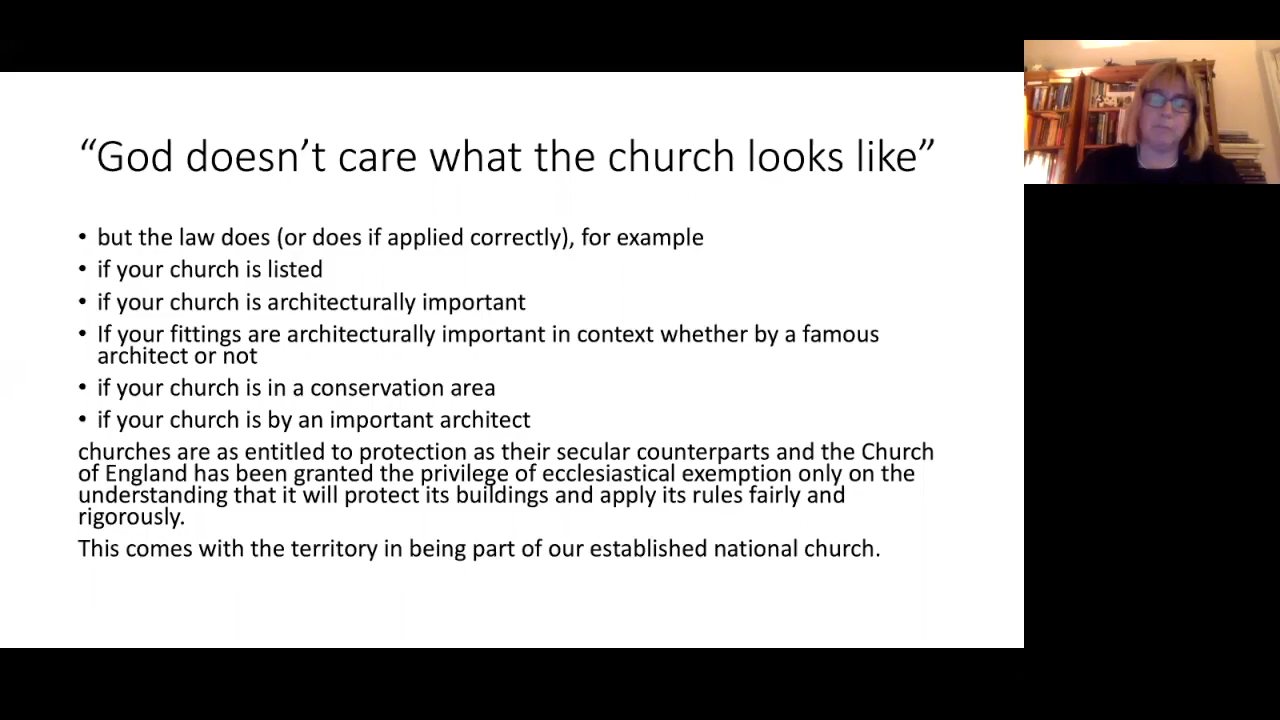 “God doesn’t care what the church looks like”
• but the law does (or does if applied correctly), for example
• if your church is listed
• if your church is architecturally important
• If your fittings are architecturally important in context whether by a famous
architect or not
• if your church is in a conservation area
• if your church is by an important architect
churches are as entitled to protection as their secular counterparts and the Church
of England has been granted the privilege of ecclesiastical exemption only on the
understanding that it will protect its buildings and apply its rules fairly and
rigorously.
This comes with the territory in being part of our established national church.